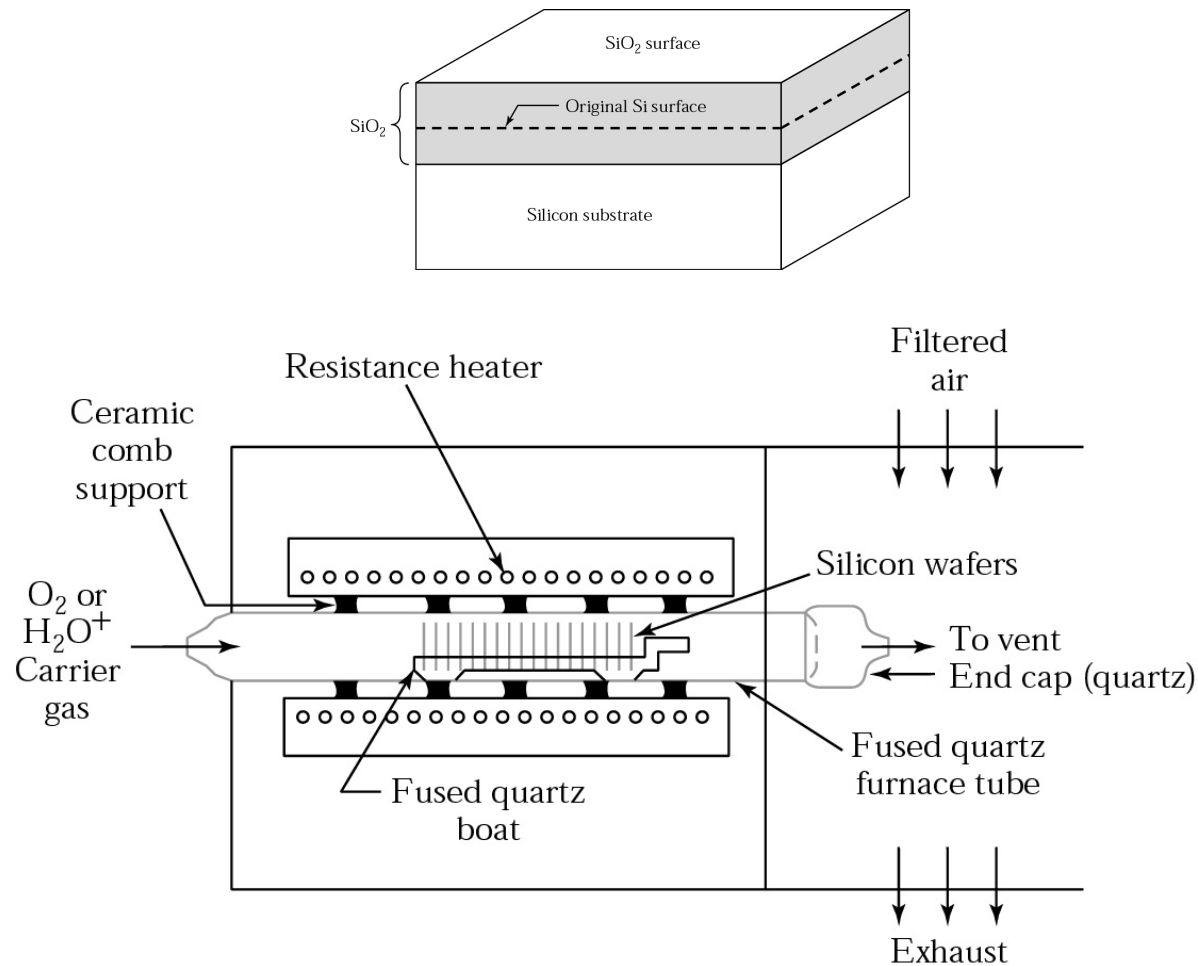 SiO₂ surface
Original Si surface
SiO₂
Silicon substrate
Filtered
air
Resistance heater
Ceramic
comb
support
Silicon wafers
O₂ or
H₂O⁺
Carrier
gas
To vent
End cap (quartz)
Fused quartz
furnace tube
Fused quartz
boat
Exhaust